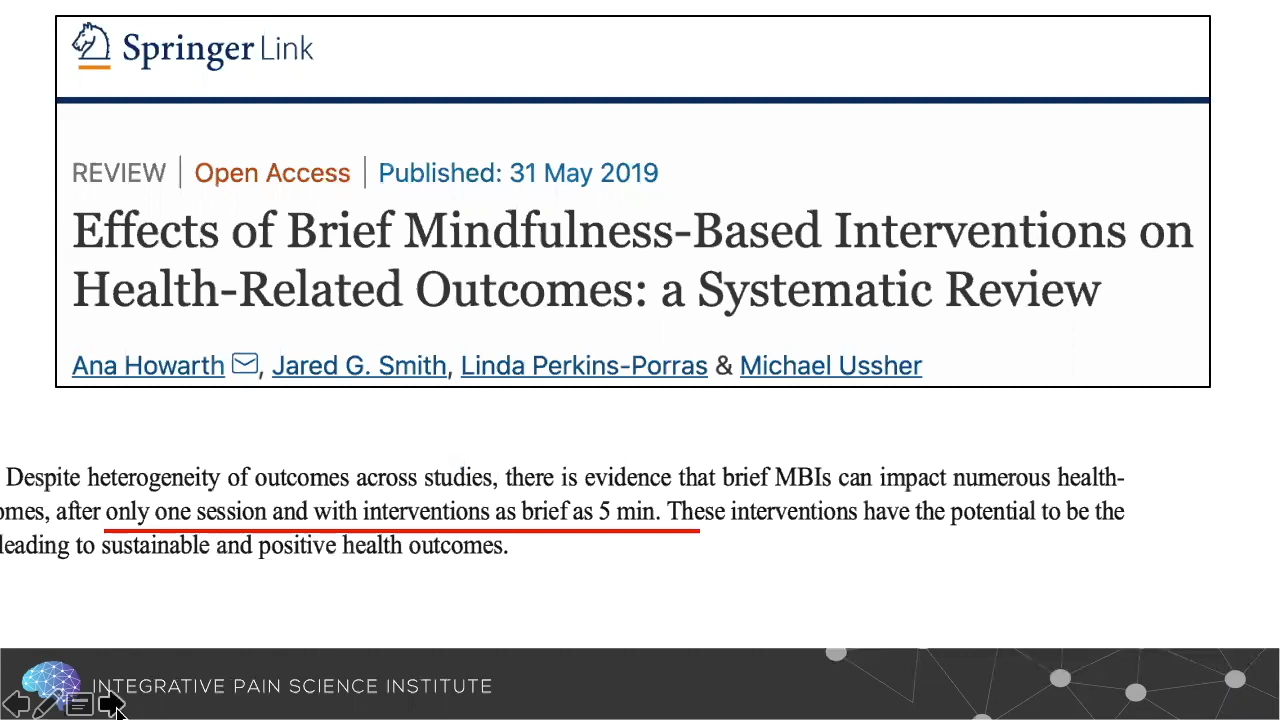 Springer Link
REVIEW | Open Access | Published: 31 May 2019
Effects of Brief Mindfulness-Based Interventions on
Health-Related Outcomes: a Systematic Review
Ana Howarth, Jared G. Smith, Linda Perkins-Porras & Michael Ussher
Despite heterogeneity of outcomes across studies, there is evidence that brief MBIs can impact numerous health-
omes, after only one session and with interventions as brief as 5 min. These interventions have the potential to be the
leading to sustainable and positive health outcomes.
INTEGRATIVE PAIN SCIENCE INSTITUTE